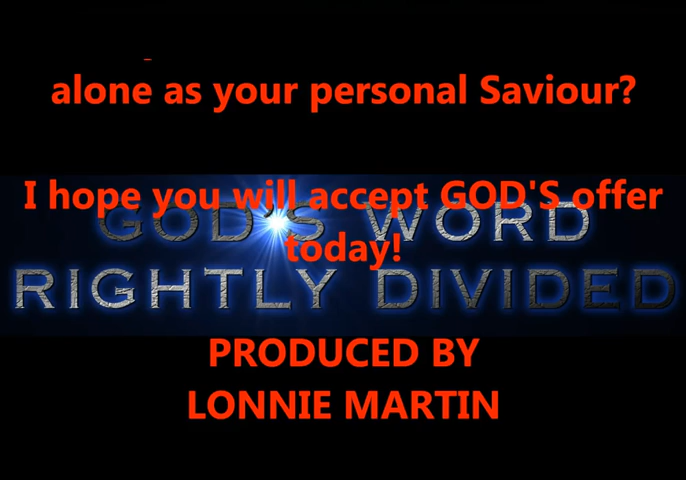 alone as your personal Saviour?
I hope you will accept GOD'S offer
GOD'S WORD
today!
RIGHTLY DIVIDED
PRODUCED BY
LONNIE MARTIN